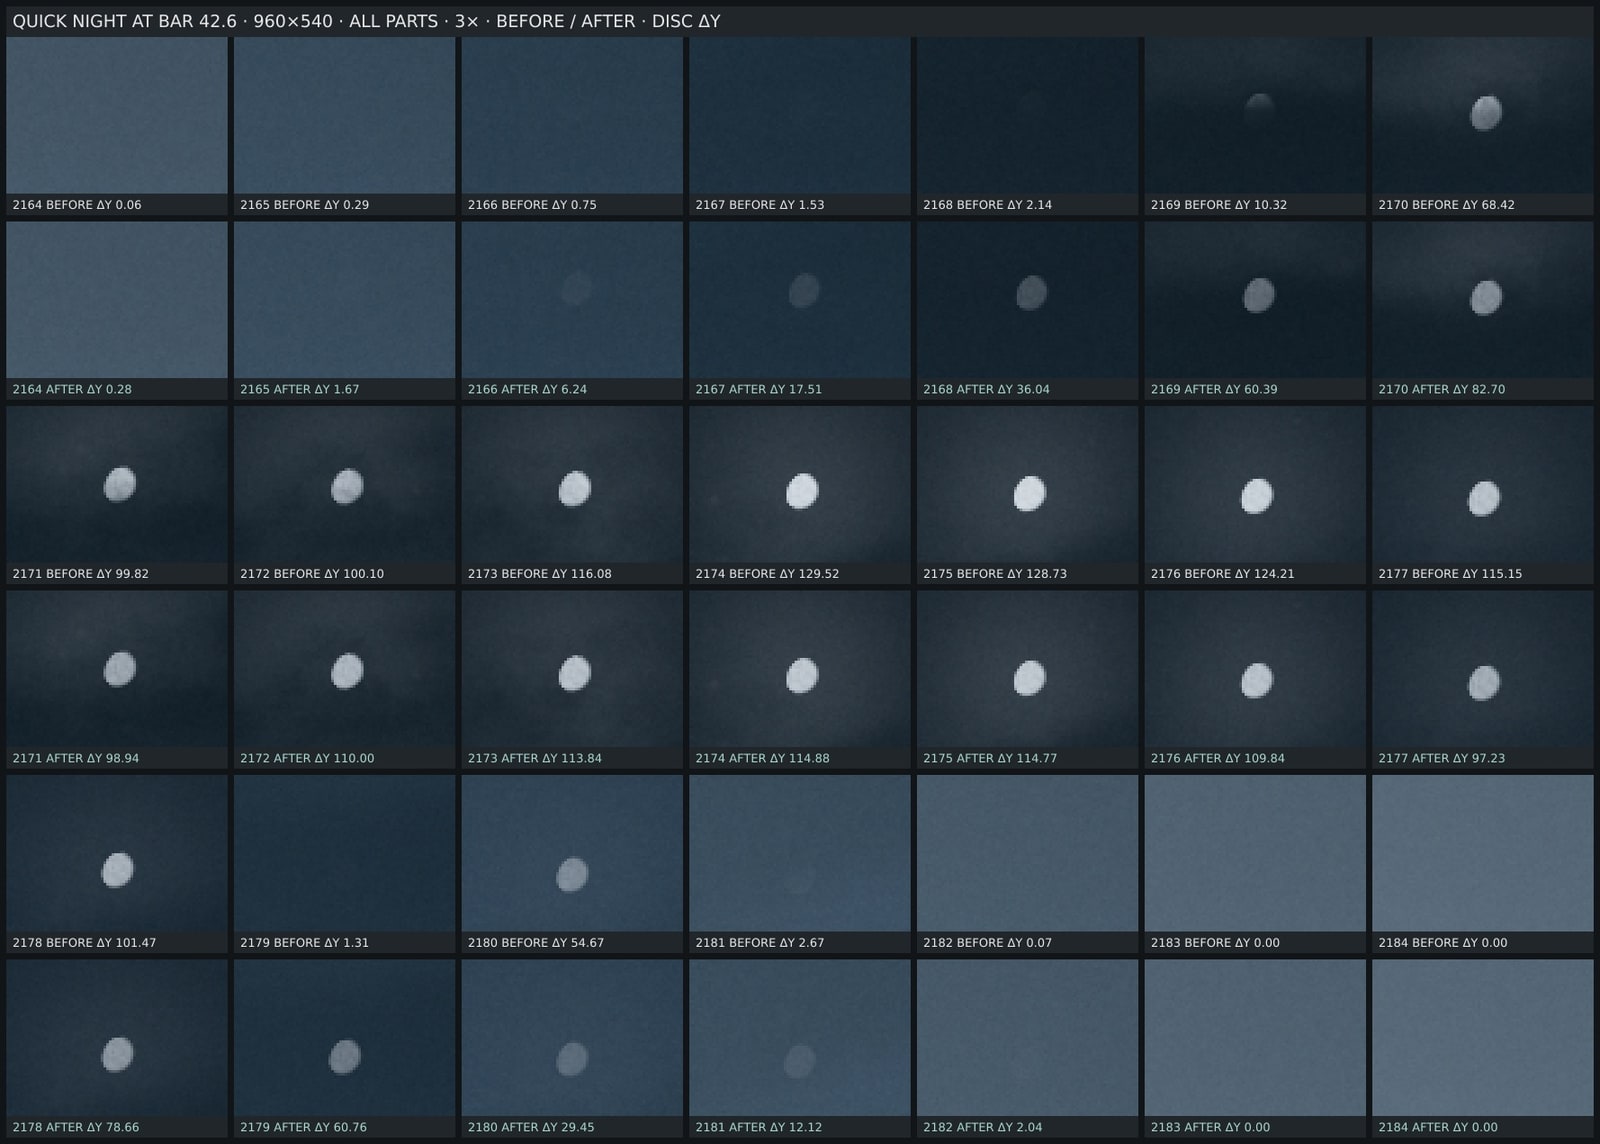 QUICK NIGHT AT BAR 42.6 · 960×540 · ALL PARTS · 3× · BEFORE / AFTER · DISC ΔY
2164 BEFORE ΔY 0.06
2165 BEFORE ΔY 0.29
2166 BEFORE ΔY 0.75
2167 BEFORE ΔY 1.53
2168 BEFORE ΔY 2.14
2169 BEFORE ΔY 10.32
2170 BEFORE ΔY 68.42
2164 AFTER ΔY 0.28
2165 AFTER ΔY 1.67
2166 AFTER ΔY 6.24
2167 AFTER ΔY 17.51
2168 AFTER ΔY 36.04
2169 AFTER ΔY 60.39
2170 AFTER ΔY 82.70
2171 BEFORE ΔY 99.82
2172 BEFORE ΔY 100.10
2173 BEFORE ΔY 116.08
2174 BEFORE ΔY 129.52
2175 BEFORE ΔY 128.73
2176 BEFORE ΔY 124.21
2177 BEFORE ΔY 115.15
2171 AFTER ΔY 98.94
2172 AFTER ΔY 110.00
2173 AFTER ΔY 113.84
2174 AFTER ΔY 114.88
2175 AFTER ΔY 114.77
2176 AFTER ΔY 109.84
2177 AFTER ΔY 97.23
2178 BEFORE ΔY 101.47
2179 BEFORE ΔY 1.31
2180 BEFORE ΔY 54.67
2181 BEFORE ΔY 2.67
2182 BEFORE ΔY 0.07
2183 BEFORE ΔY 0.00
2184 BEFORE ΔY 0.00
2178 AFTER ΔY 78.66
2179 AFTER ΔY 60.76
2180 AFTER ΔY 29.45
2181 AFTER ΔY 12.12
2182 AFTER ΔY 2.04
2183 AFTER ΔY 0.00
2184 AFTER ΔY 0.00